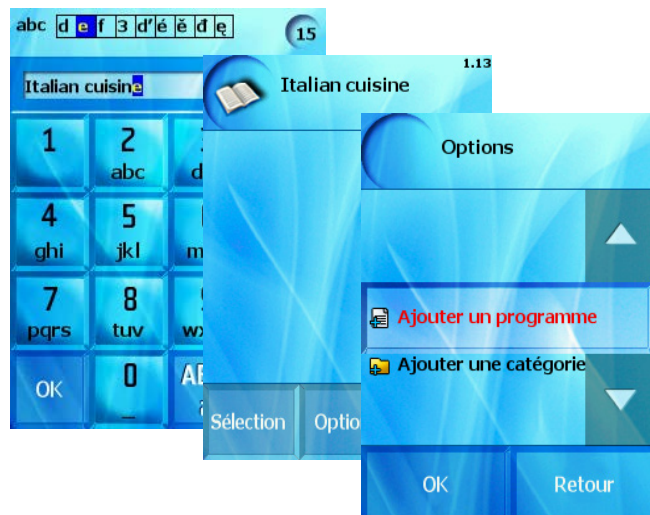 abc d e f 3 ď é ě đ ę
15
Italian cuisine
1
2
abc
4
ghi
5
jkl
7
pqrs
8
tuv
OK
0
_
1.13
Italian cuisine
Sélection
Options
Ajouter un programme
Ajouter une catégorie
OK
Retour